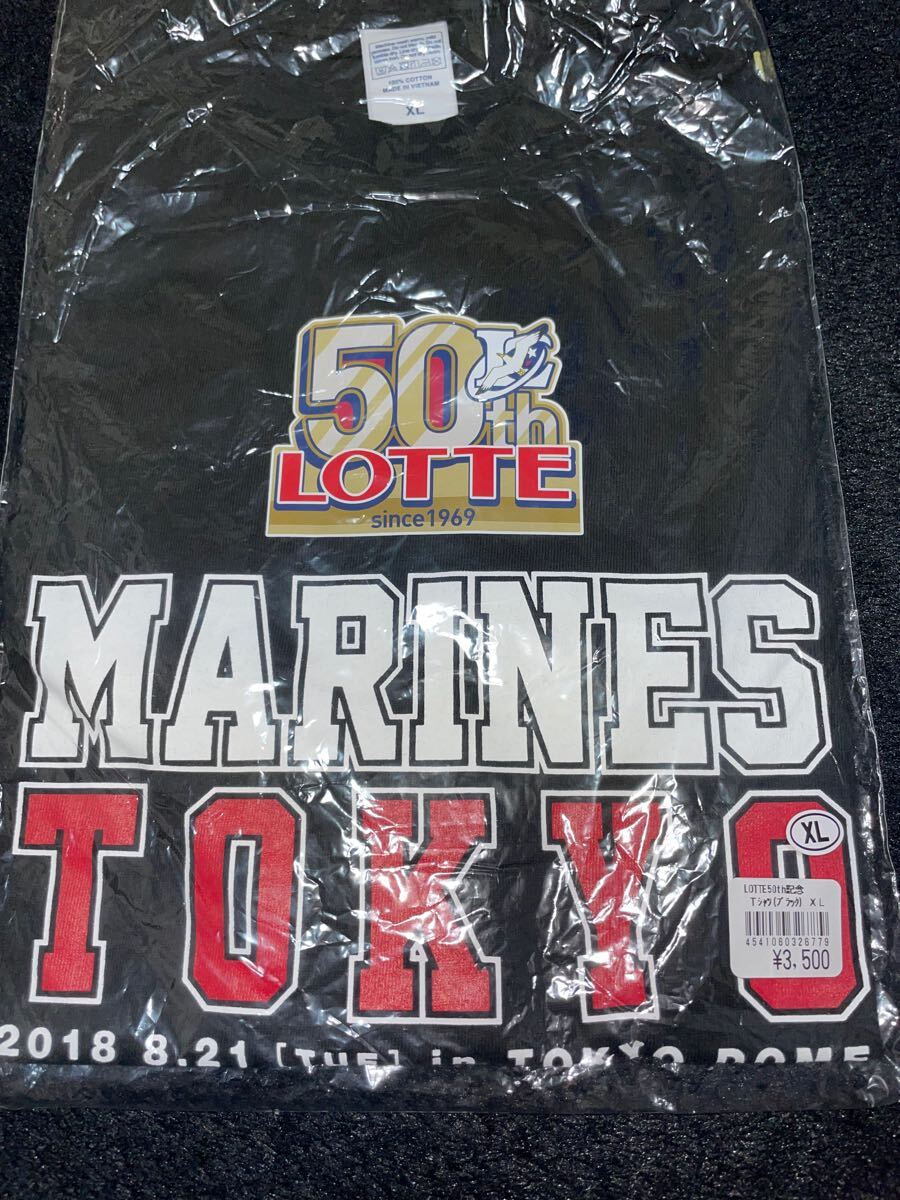 100% COTTON
MADE IN VIETNAM
XL
50th
LOTTE
since1969
MARINES
TOKYO
XL
LOTTE50th記念
Tシャツ(ブラック) XL
4541060326779
¥3,500
2018 8.21 [TUE] in TOKYO DOME